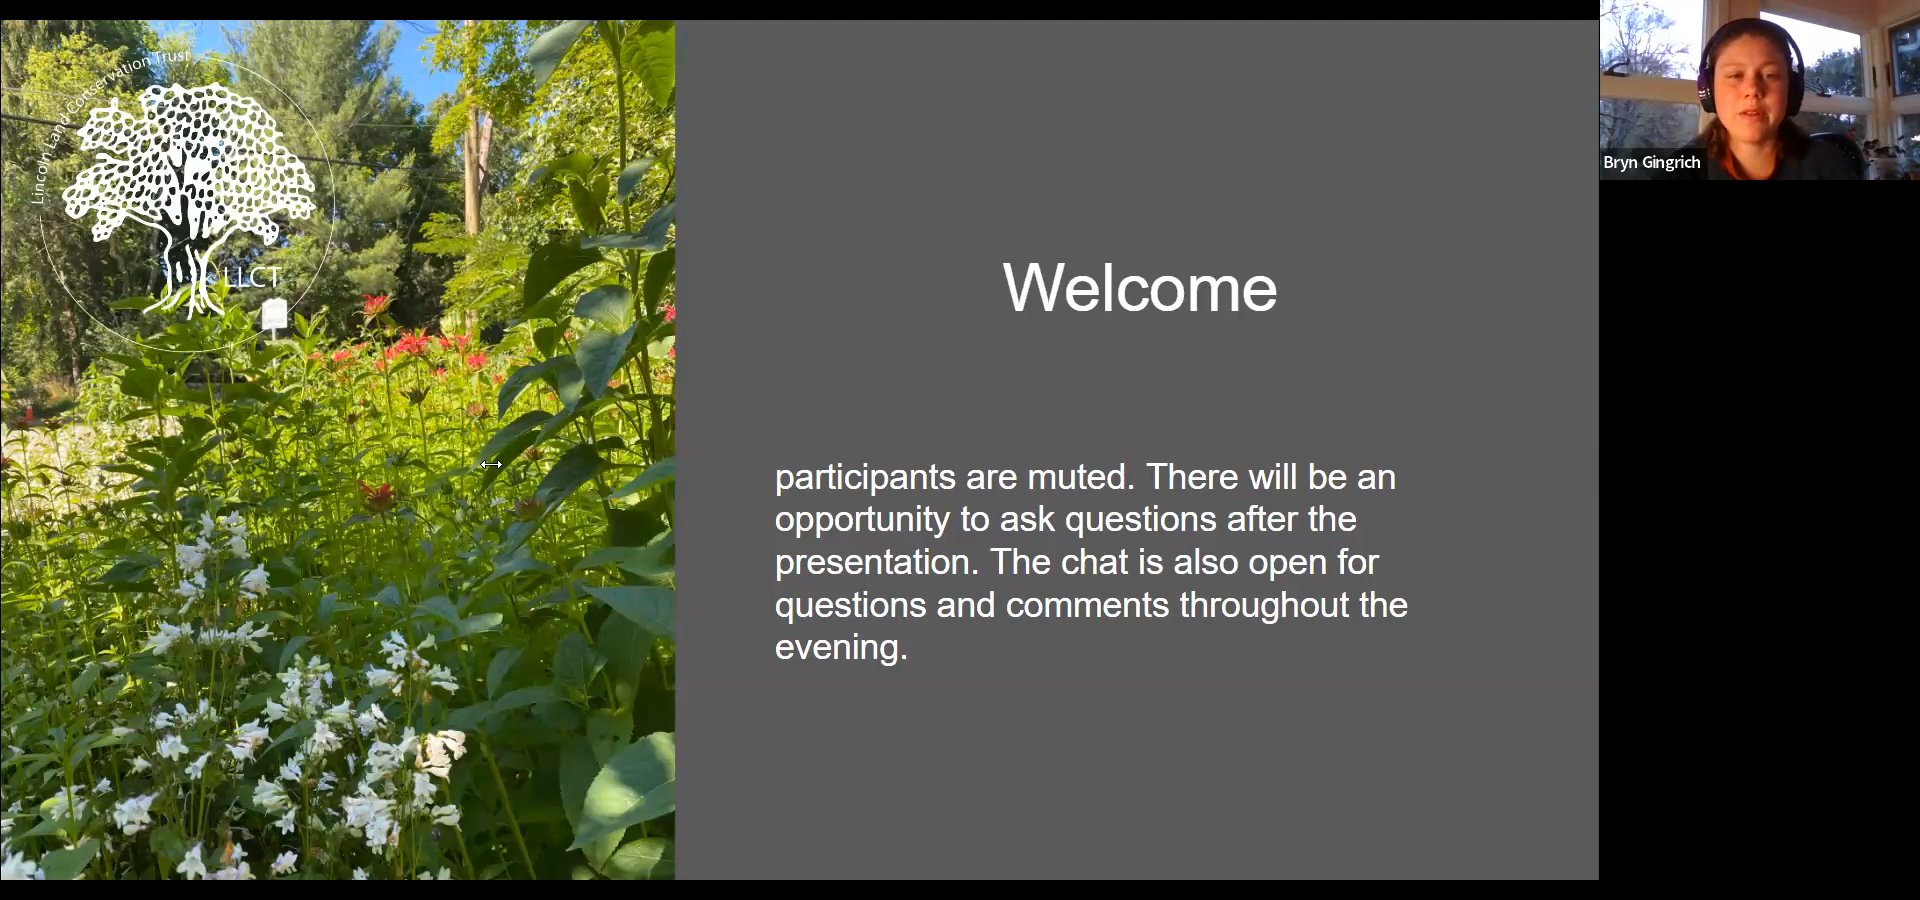 Lincoln Land Conservation Trust
LLCT
Welcome
participants are muted. There will be an
opportunity to ask questions after the
presentation. The chat is also open for
questions and comments throughout the
evening.
Bryn Gingrich